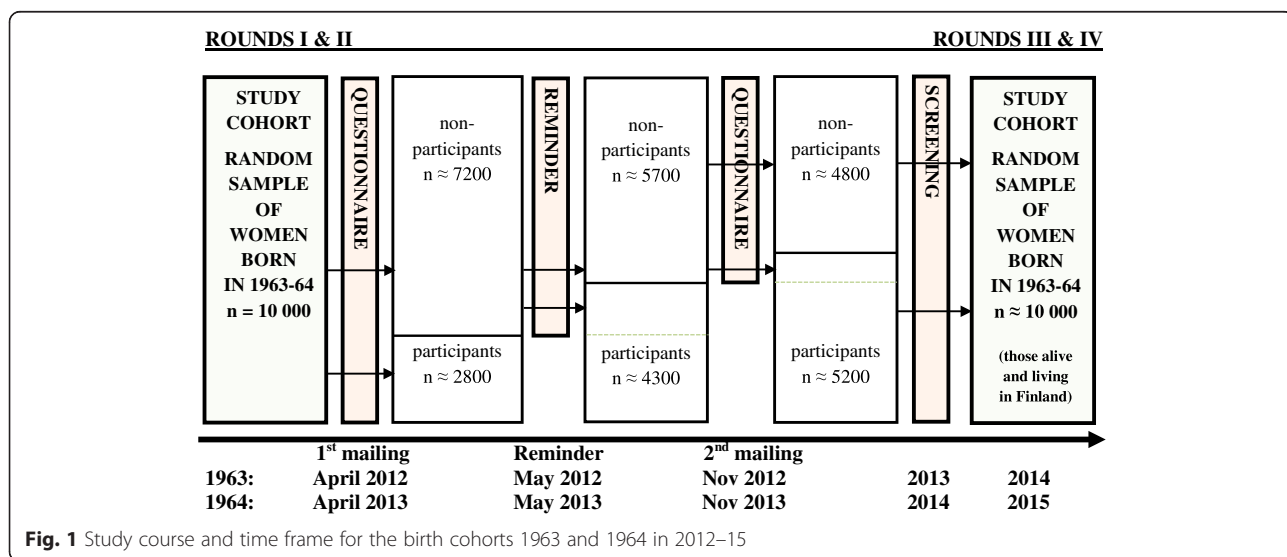 ROUNDS I & II
ROUNDS III & IV
STUDY
COHORT
RANDOM
SAMPLE
OF
WOMEN
BORN
IN 1963-64
n = 10 000
QUESTIONNAIRE
non-
participants
n ≈ 7200
participants
n ≈ 2800
REMINDER
non-
participants
n ≈ 5700
participants
n ≈ 4300
QUESTIONNAIRE
non-
participants
n ≈ 4800
participants
n ≈ 5200
SCREENING
STUDY
COHORT
RANDOM
SAMPLE
OF
WOMEN
BORN
IN 1963-64
n ≈ 10 000
(those alive
and living
in Finland)
1st mailing Reminder 2nd mailing
1963: April 2012 May 2012 Nov 2012 2013 2014
1964: April 2013 May 2013 Nov 2013 2014 2015
Fig. 1 Study course and time frame for the birth cohorts 1963 and 1964 in 2012–15